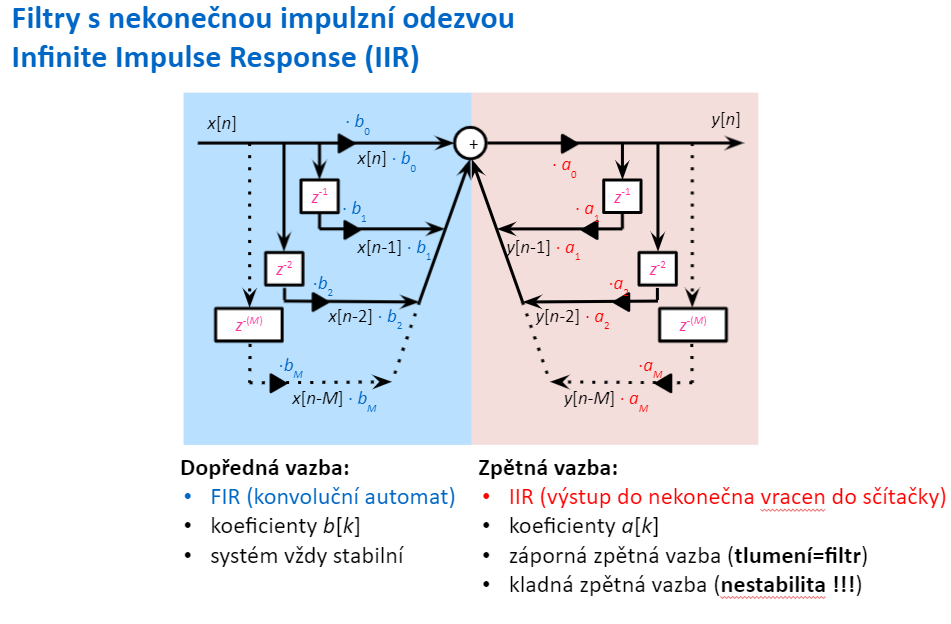 Filtry s nekonečnou impulzní odezvou
Infinite Impulse Response (IIR)
x[n]
· b0
x[n] · b0
+
· a0
y[n]
z-1
· b1
x[n-1] · b1
z-1
· a1
y[n-1] · a1
z-2
·b2
x[n-2] · b2
z-2
·a2
y[n-2] · a2
z-(M)
·bM
x[n-M] · bM
z-(M)
·aM
y[n-M] · aM
Dopředná vazba:
• FIR (konvoluční automat)
• koeficienty b[k]
• systém vždy stabilní
Zpětná vazba:
• IIR (výstup do nekonečna vracen do sčítačky)
• koeficienty a[k]
• záporná zpětná vazba (tlumení=filtr)
• kladná zpětná vazba (nestabilita !!!)